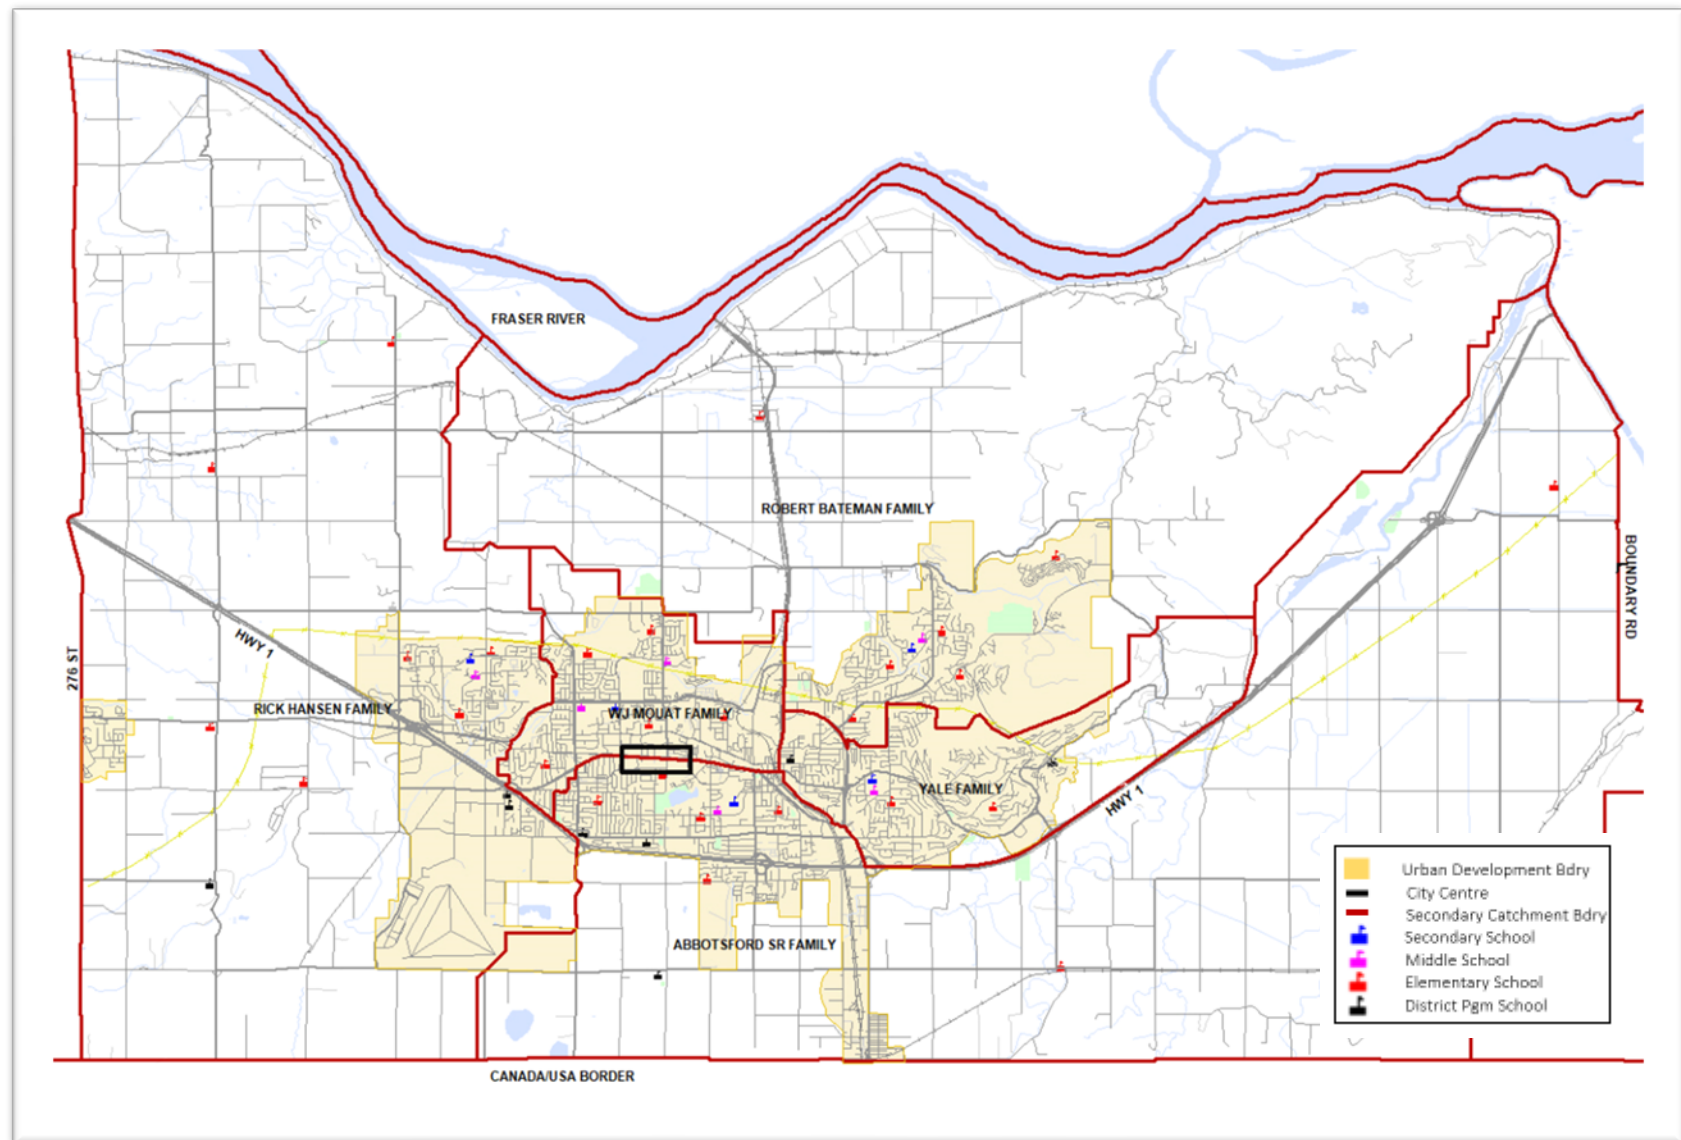 FRASER RIVER
ROBERT BATEMAN FAMILY
BOUNDARY RD
HWY 1
276 ST
RICK HANSEN FAMILY
WJ MOUAT FAMILY
YALE FAMILY
HWY 1
ABBOTSFORD SR FAMILY
CANADA/USA BORDER
Urban Development Bdry
City Centre
Secondary Catchment Bdry
Secondary School
Middle School
Elementary School
District Pgm School